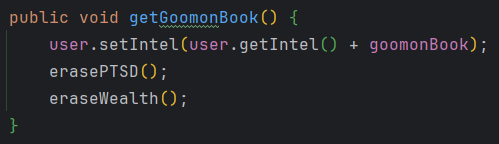 public void getGoomonBook() {
    user.setIntel(user.getIntel() + goomonBook);
    erasePTSD();
    eraseWealth();
}